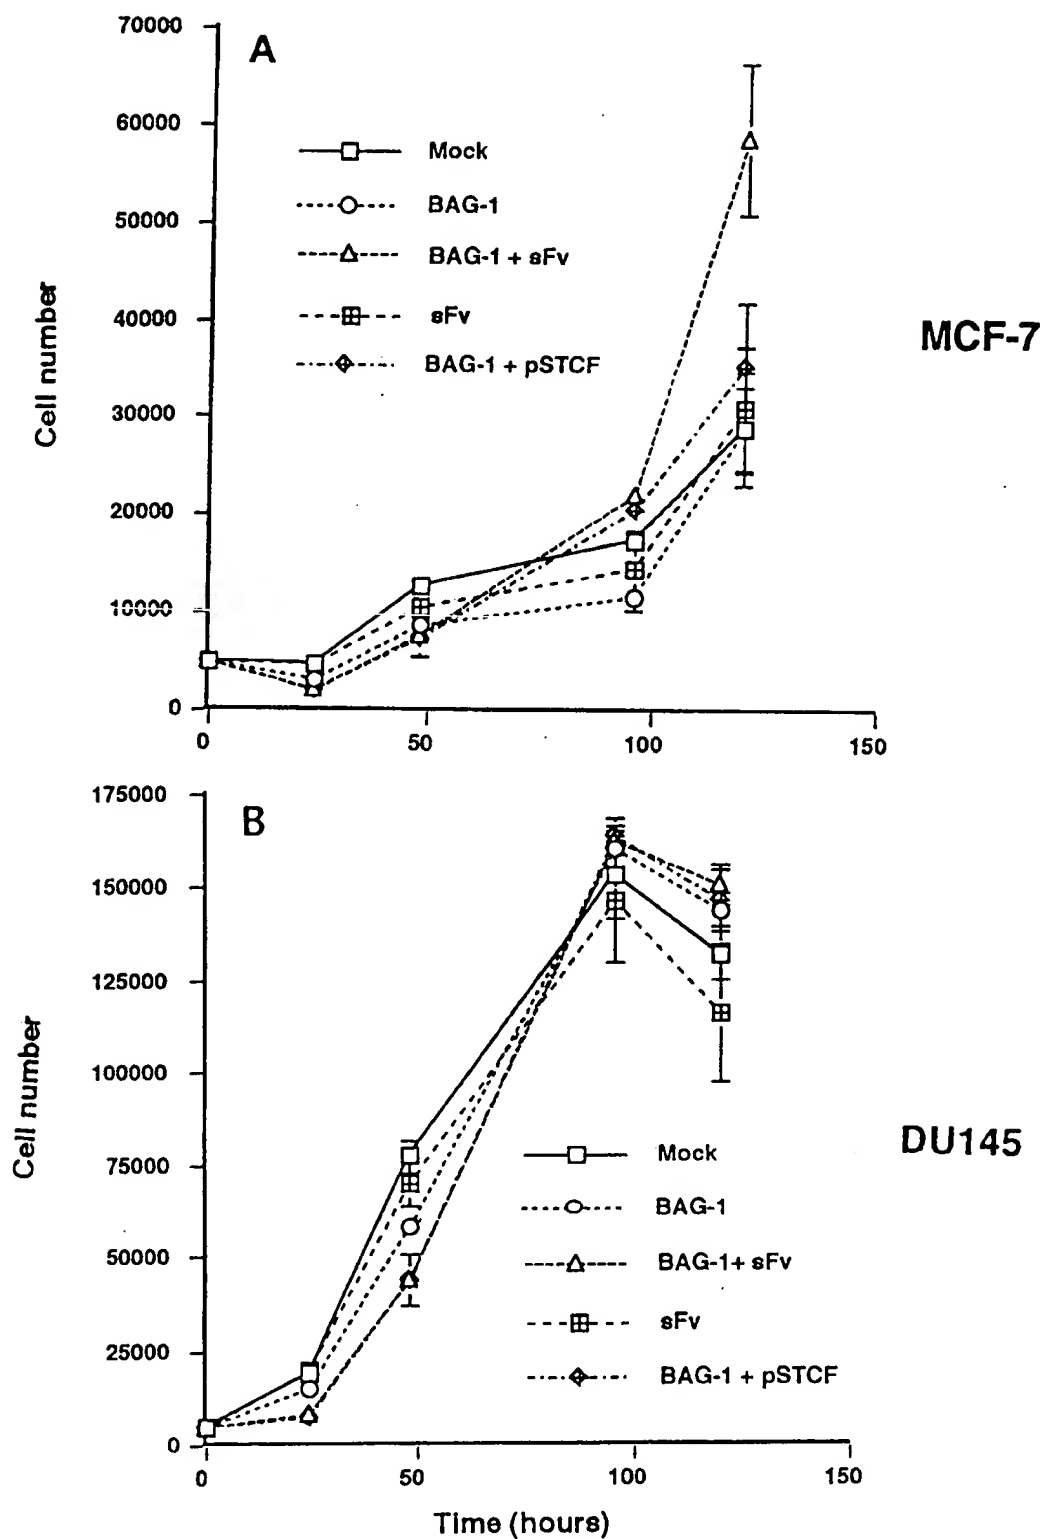 70000
A
60000
Mock
50000
BAG-1
BAG-1 + sFv
40000
sFv
MCF-7
BAG-1 + pSTCF
Cell number
30000
20000
10000
0
0
50
100
150
175000
B
150000
125000
Cell number
100000
DU145
75000
Mock
BAG-1
50000
BAG-1+ sFv
sFv
25000
BAG-1 + pSTCF
0
0
50
100
150
Time (hours)